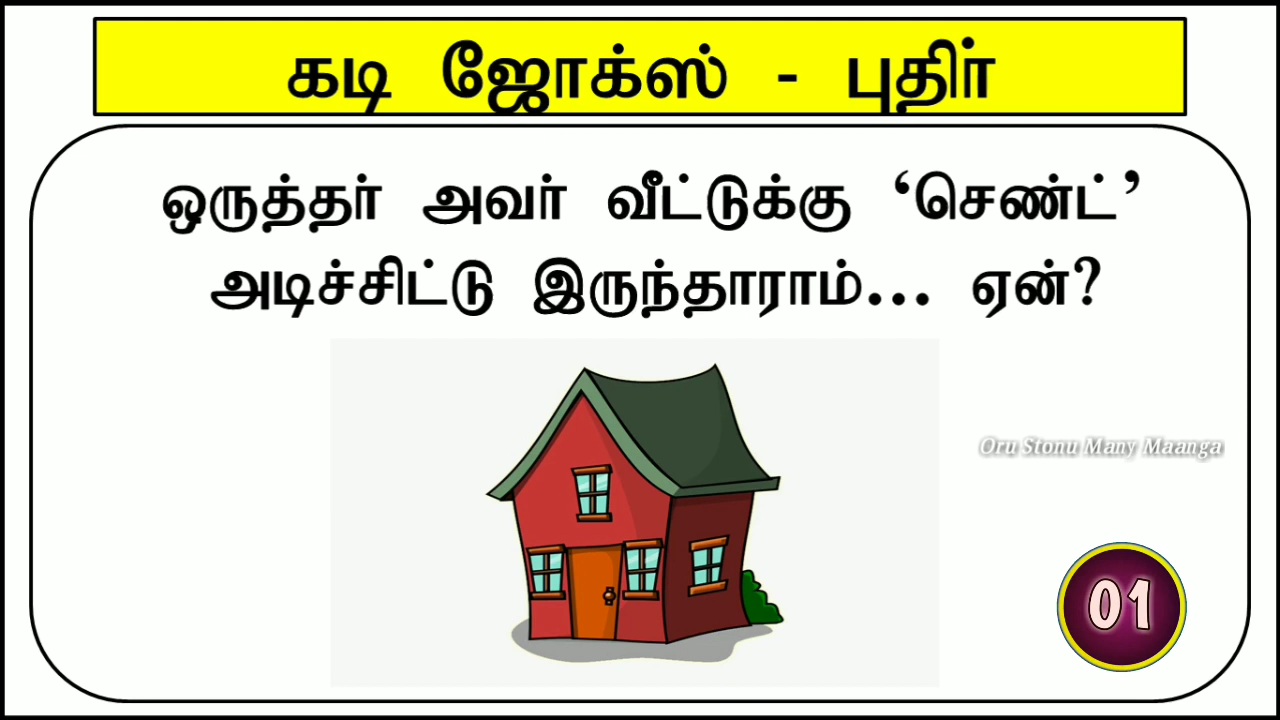 கடி ஜோக்ஸ் - புதிர்
ஒருத்தர் அவர் வீட்டுக்கு ‘செண்ட்’
அடிச்சிட்டு இருந்தாராம்... ஏன்?
Oru Stonu Many Maanga
01